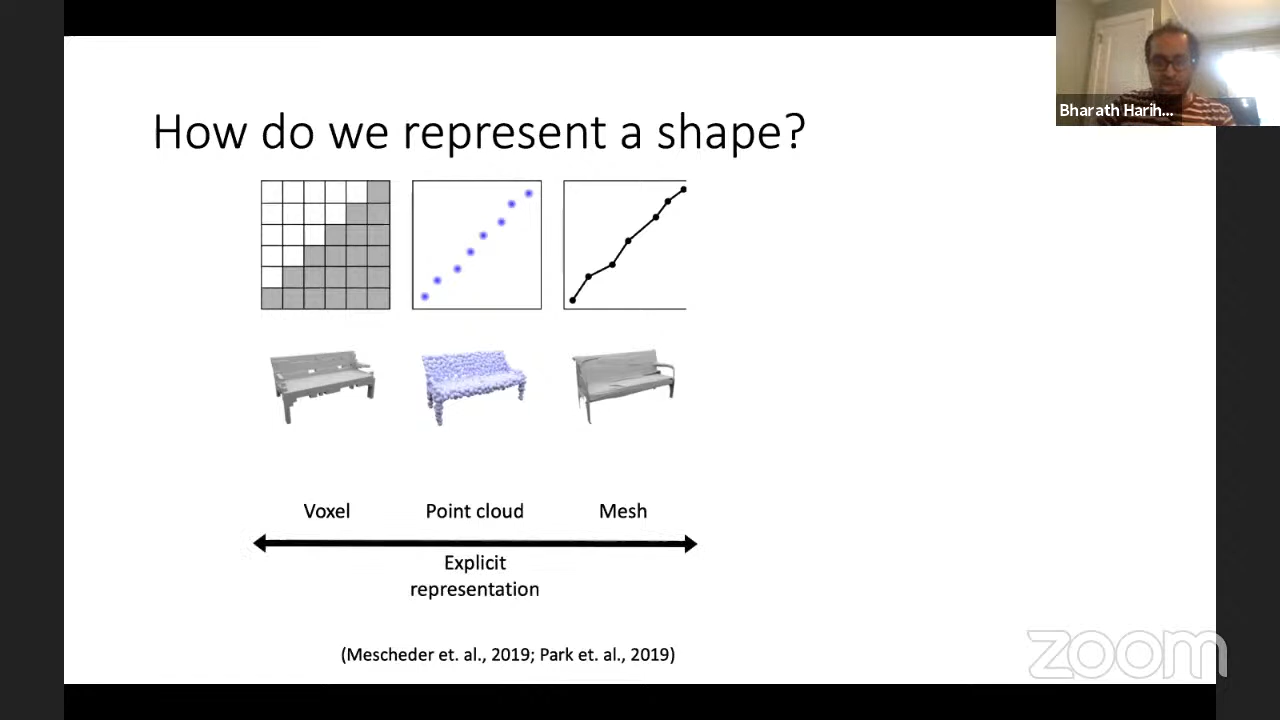 Bharath Harih...
How do we represent a shape?
Voxel
Point cloud
Mesh
Explicit
representation
(Mescheder et. al., 2019; Park et. al., 2019)
zoom